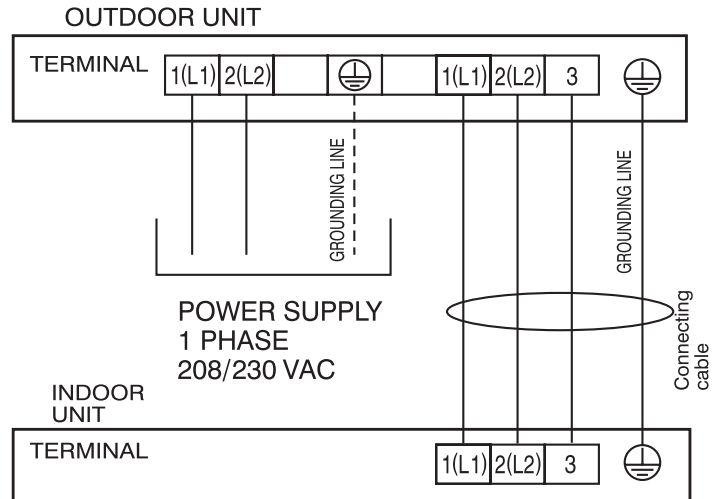 OUTDOOR UNIT
TERMINAL
1(L1) 2(L2)
1(L1) 2(L2) 3
GROUNDING LINE
GROUNDING LINE
POWER SUPPLY
1 PHASE
208/230 VAC
Connecting
cable
INDOOR
UNIT
TERMINAL
1(L1) 2(L2) 3